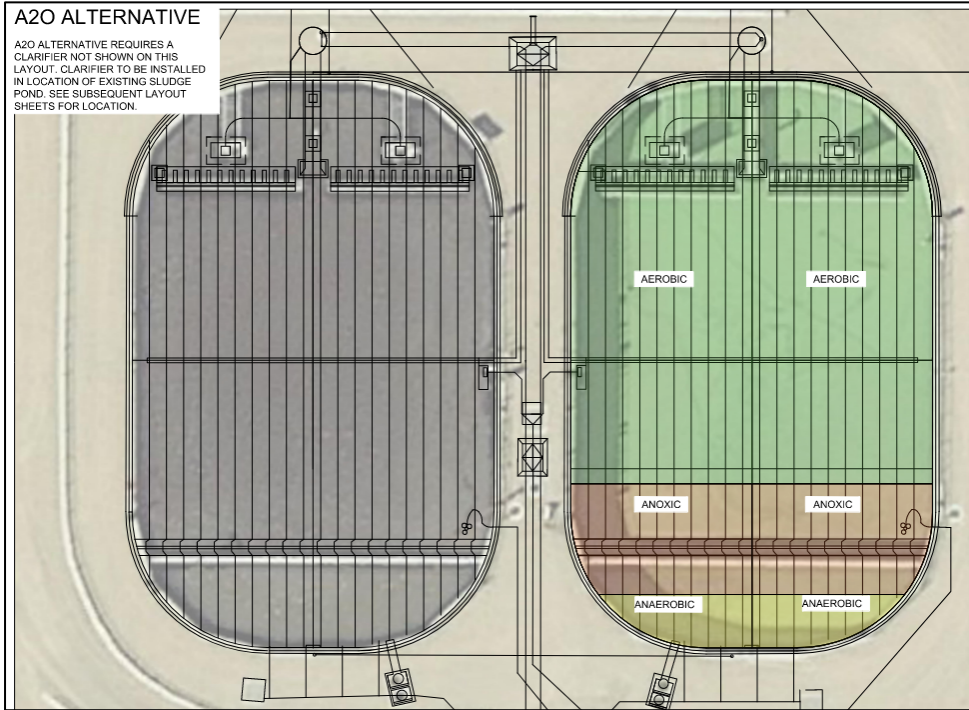 A2O ALTERNATIVE
A2O ALTERNATIVE REQUIRES A
CLARIFIER NOT SHOWN ON THIS
LAYOUT. CLARIFIER TO BE INSTALLED
IN LOCATION OF EXISTING SLUDGE
POND. SEE SUBSEQUENT LAYOUT
SHEETS FOR LOCATION.
AEROBIC AEROBIC
ANOXIC ANOXIC
ANAEROBIC ANAEROBIC